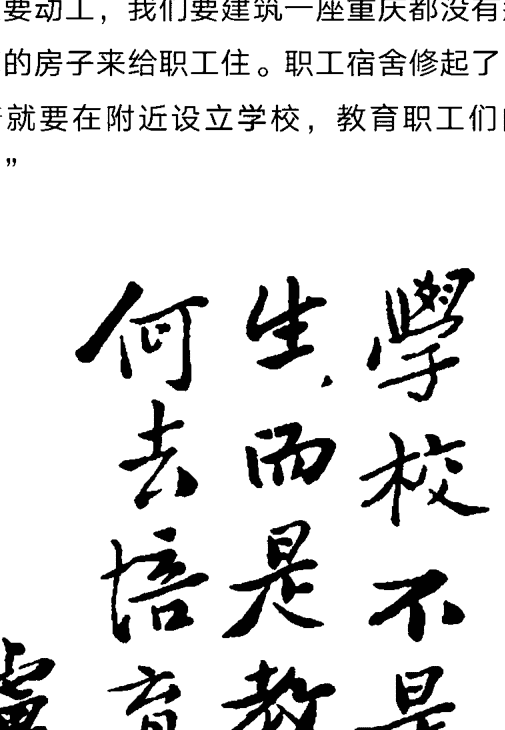 要动工，我们要建筑一座重庆都没有
的房子来给职工住。职工宿舍修起了
就要在附近设立学校，教育职工们
”
學校不是
生、而是教
何去培育
盧